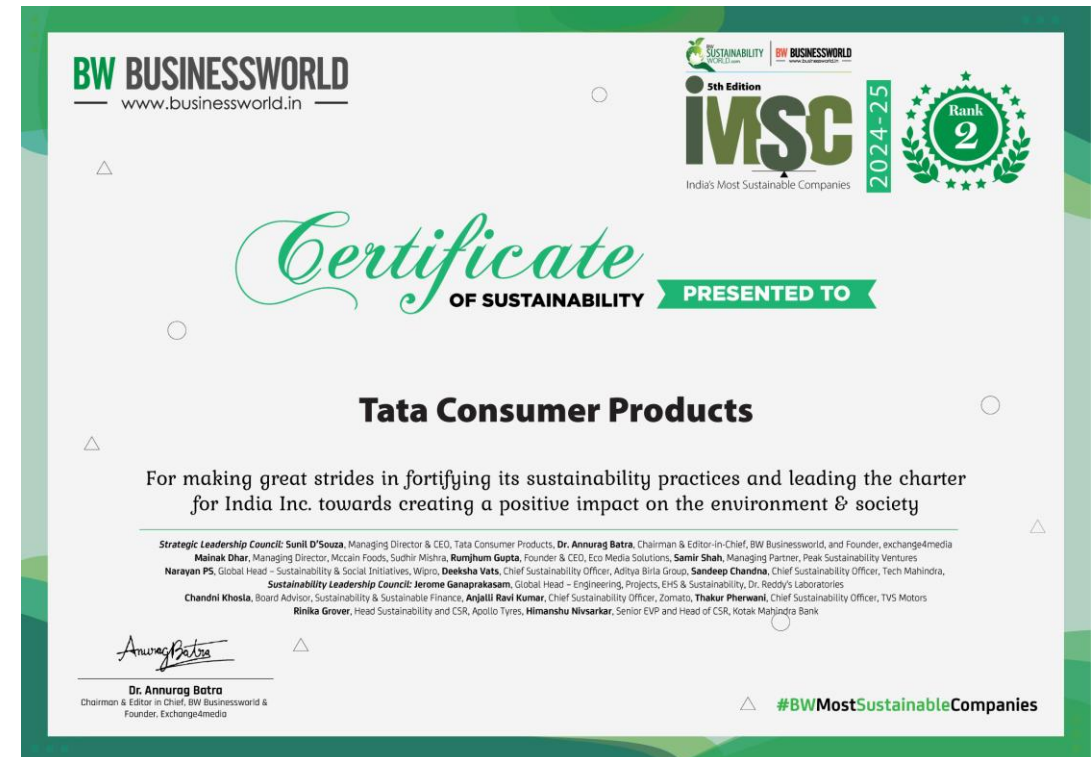 BW BUSINESSWORLD
www.businessworld.in
BW
SUSTAINABILITY
WORLD.com
BW BUSINESSWORLD
www.businessworld.in
5th Edition
iMSC
India's Most Sustainable Companies
2024-25
Rank
2
Certificate
OF SUSTAINABILITY
PRESENTED TO
Tata Consumer Products
For making great strides in fortifying its sustainability practices and leading the charter
for India Inc. towards creating a positive impact on the environment & society
Strategic Leadership Council: Sunil D'Souza, Managing Director & CEO, Tata Consumer Products, Dr. Annurag Batra, Chairman & Editor-in-Chief, BW Businessworld, and Founder, exchange4media
Mainak Dhar, Managing Director, Mccain Foods, Sudhir Mishra, Rumjhum Gupta, Founder & CEO, Eco Media Solutions, Samir Shah, Managing Partner, Peak Sustainability Ventures
Narayan PS, Global Head – Sustainability & Social Initiatives, Wipro, Deeksha Vats, Chief Sustainability Officer, Aditya Birla Group, Sandeep Chandna, Chief Sustainability Officer, Tech Mahindra,
Sustainability Leadership Council: Jerome Ganaprakasam, Global Head – Engineering, Projects, EHS & Sustainability, Dr. Reddy's Laboratories
Chandni Khosla, Board Advisor, Sustainability & Sustainable Finance, Anjalli Ravi Kumar, Chief Sustainability Officer, Zomato, Thakur Pherwani, Chief Sustainability Officer, TVS Motors
Rinika Grover, Head Sustainability and CSR, Apollo Tyres, Himanshu Nivsarkar, Senior EVP and Head of CSR, Kotak Mahindra Bank
Anurag Batra
Dr. Annurag Batra
Chairman & Editor in Chief, BW Businessworld &
Founder, Exchange4media
#BWMostSustainableCompanies